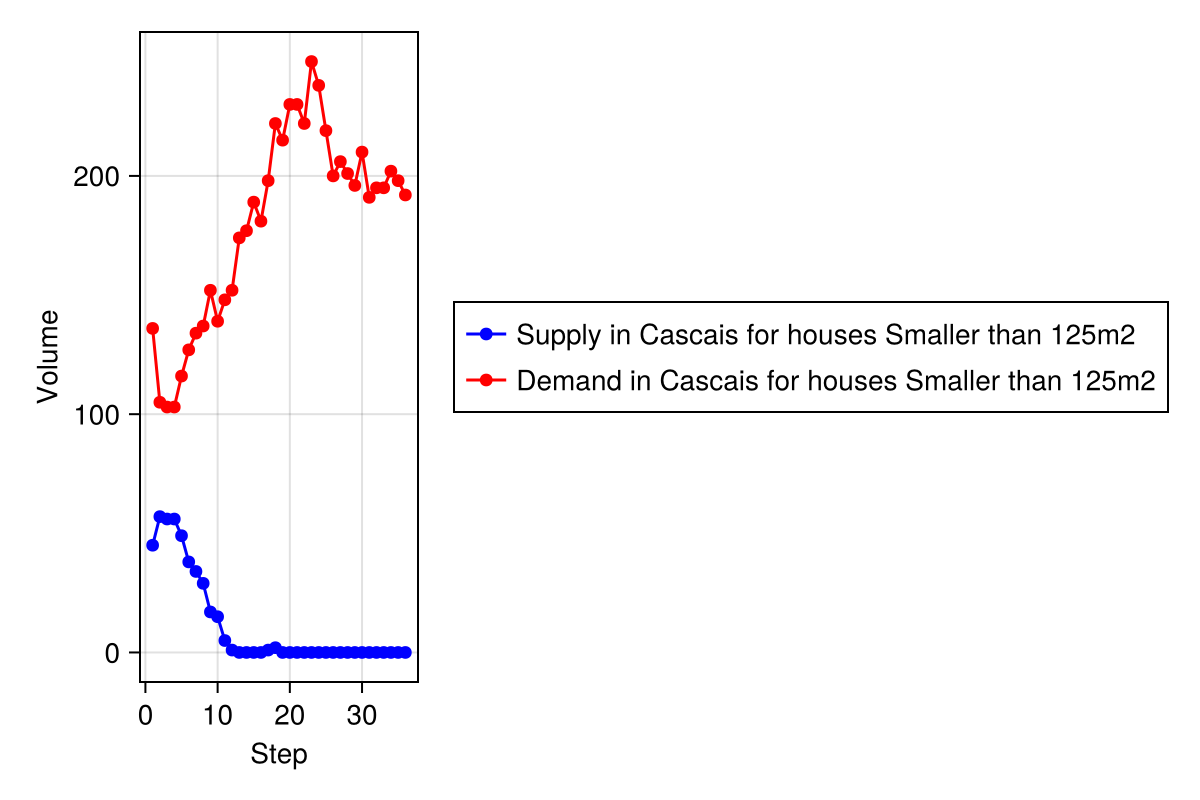 Volume
200
100
0
0 10 20 30
Step
Supply in Cascais for houses Smaller than 125m2
Demand in Cascais for houses Smaller than 125m2